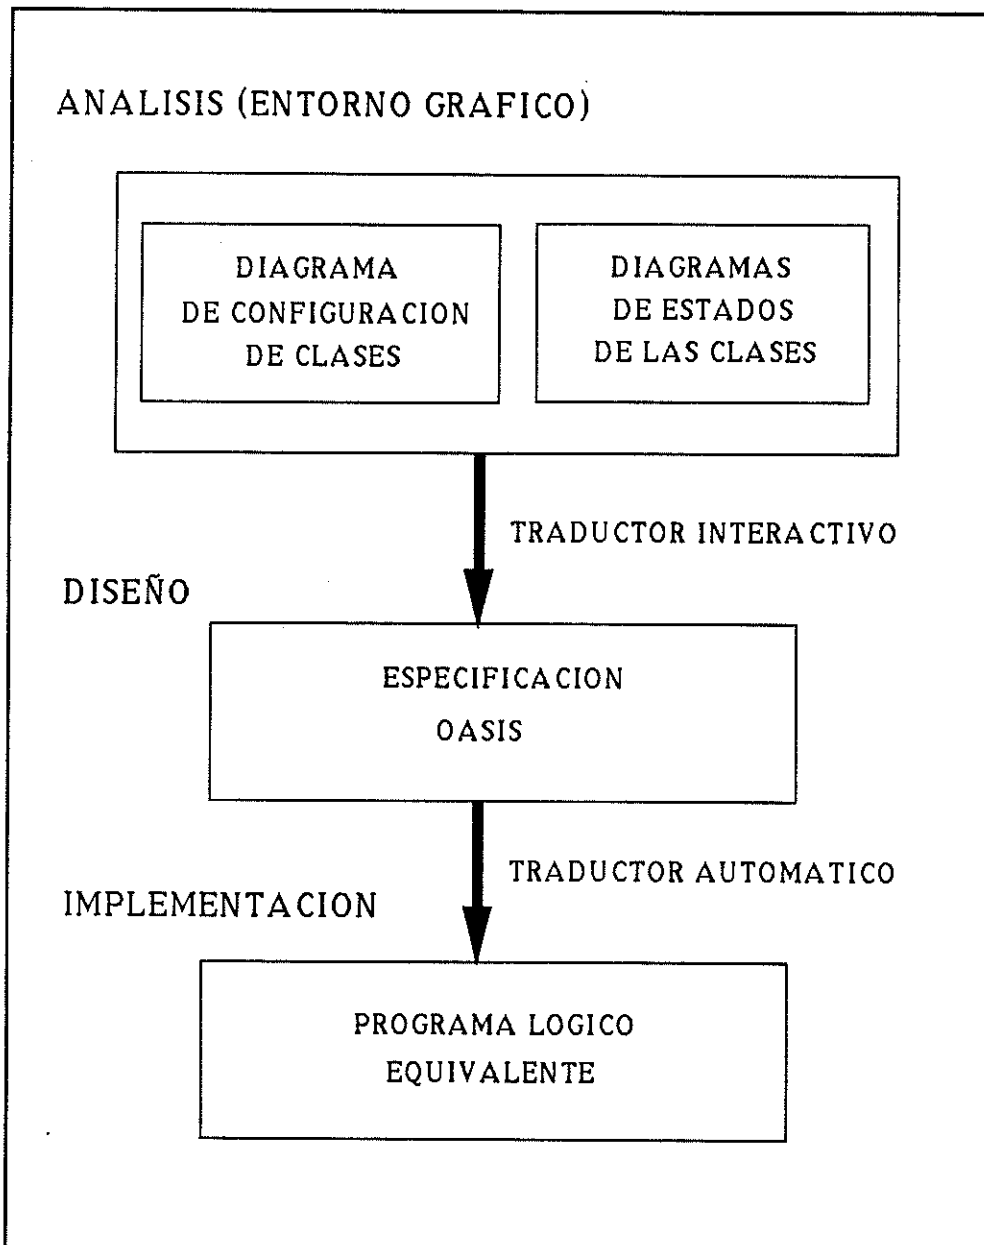 ANALISIS (ENTORNO GRAFICO)
DIAGRAMA
DE CONFIGURACION
DE CLASES
DIAGRAMAS
DE ESTADOS
DE LAS CLASES
TRADUCTOR INTERACTIVO
DISEÑO
ESPECIFICACION
OASIS
TRADUCTOR AUTOMATICO
IMPLEMENTACION
PROGRAMA LOGICO
EQUIVALENTE